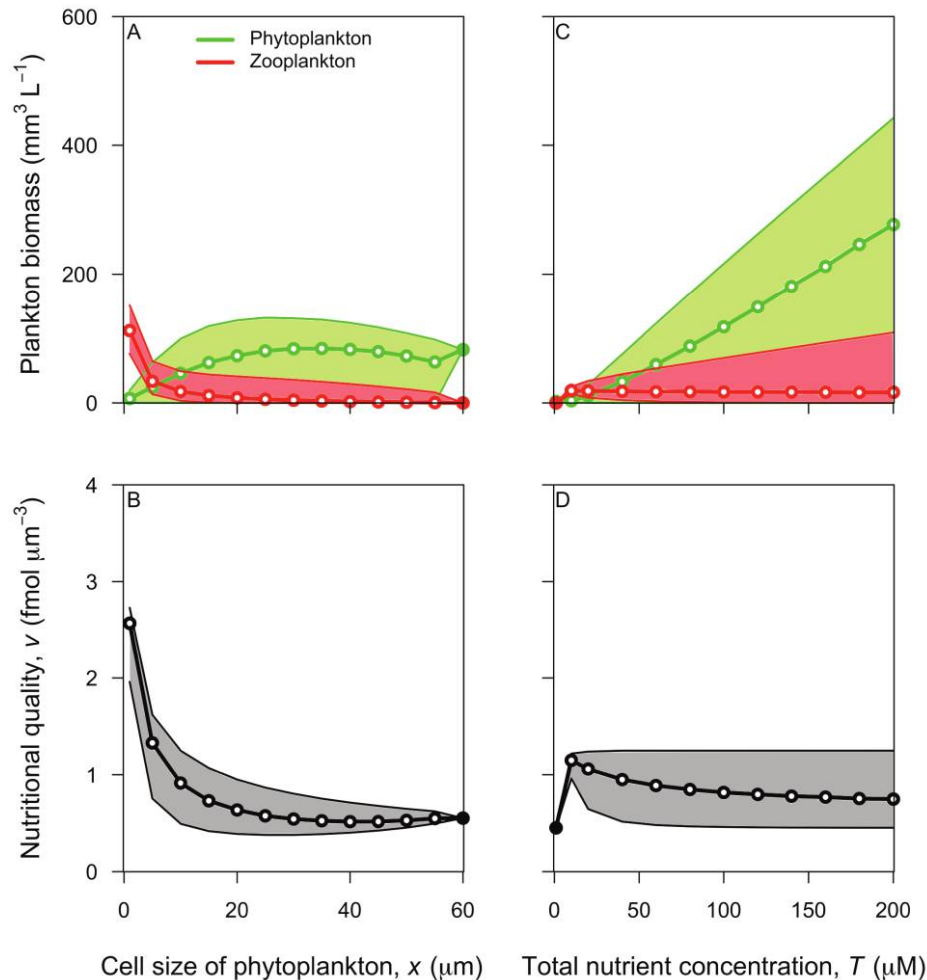 A
Phytoplankton
Zooplankton
C
600
400
200
0
Plankton biomass (mm³ L⁻¹)
B
D
4
3
2
1
0
Nutritional quality, v (fmol μm⁻³)
0 20 40 60
0 50 100 150 200
Cell size of phytoplankton, x (μm)
Total nutrient concentration, T (μM)